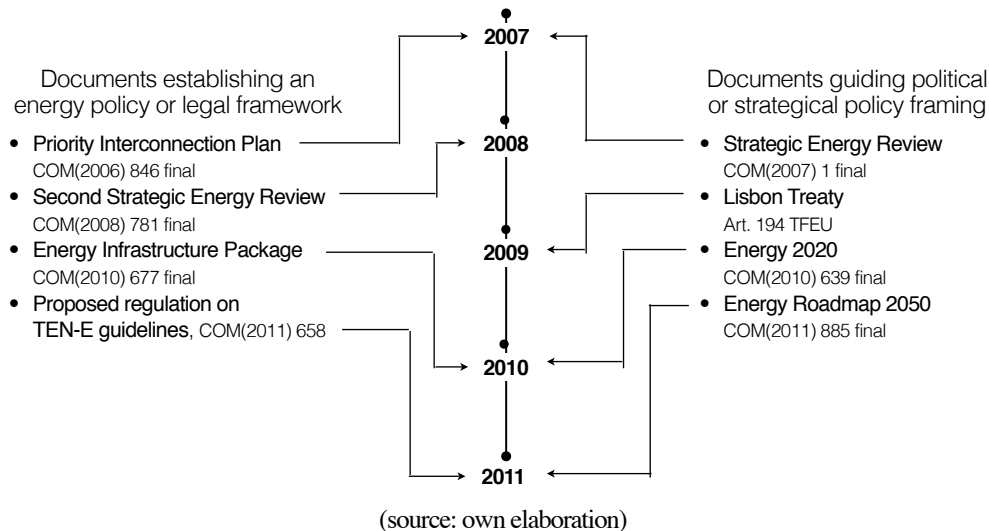 Documents establishing an
energy policy or legal framework
• Priority Interconnection Plan
COM(2006) 846 final
• Second Strategic Energy Review
COM(2008) 781 final
• Energy Infrastructure Package
COM(2010) 677 final
• Proposed regulation on
TEN-E guidelines, COM(2011) 658
2007
2008
2009
2010
2011
Documents guiding political
or strategical policy framing
• Strategic Energy Review
COM(2007) 1 final
• Lisbon Treaty
Art. 194 TFEU
• Energy 2020
COM(2010) 639 final
• Energy Roadmap 2050
COM(2011) 885 final
(source: own elaboration)